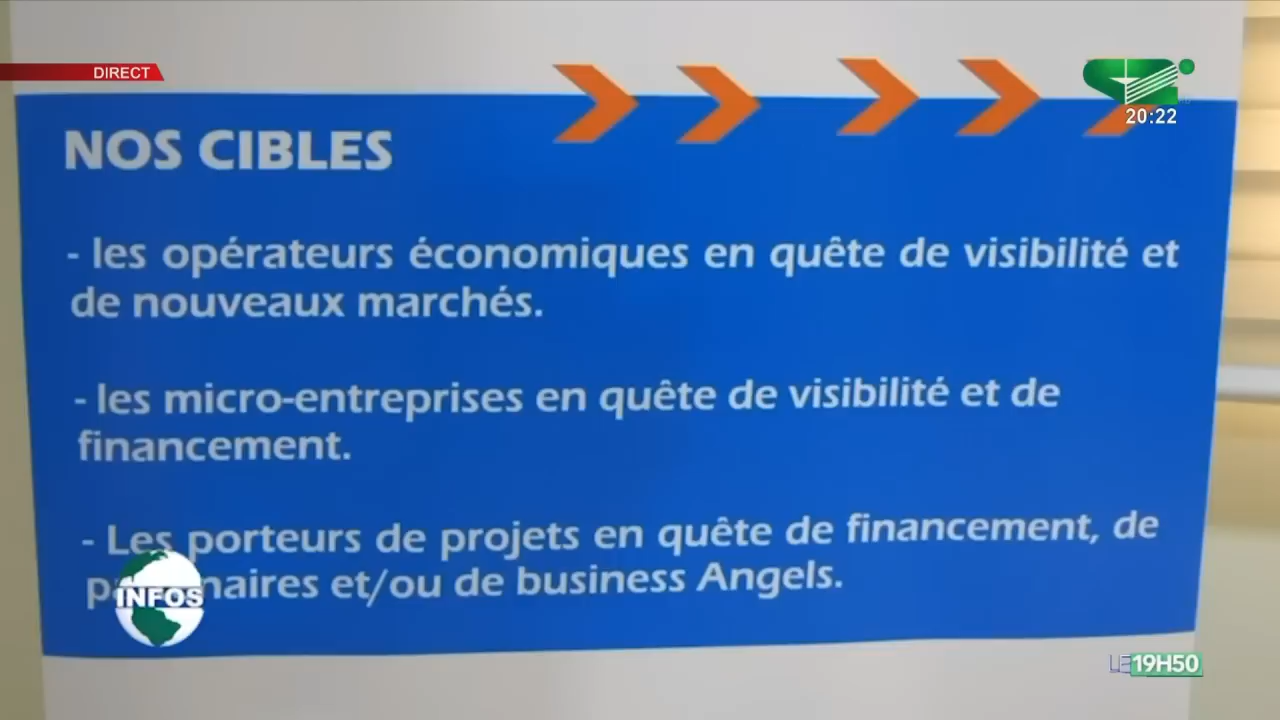 DIRECT
20:22
NOS CIBLES
- les opérateurs économiques en quête de visibilité et
de nouveaux marchés.
- les micro-entreprises en quête de visibilité et de
financement.
- Les porteurs de projets en quête de financement, de
et/ou de business Angels.
INFOS
LE 19H50